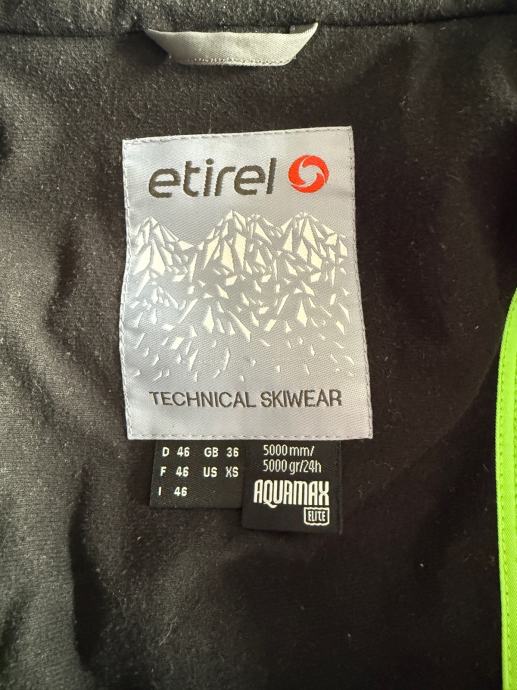 etirel
TECHNICAL SKIWEAR
D 46 GB 36
F 46 US XS
I 46
5000 mm/
5000 gr/24h
AQUAMAX
ELITE